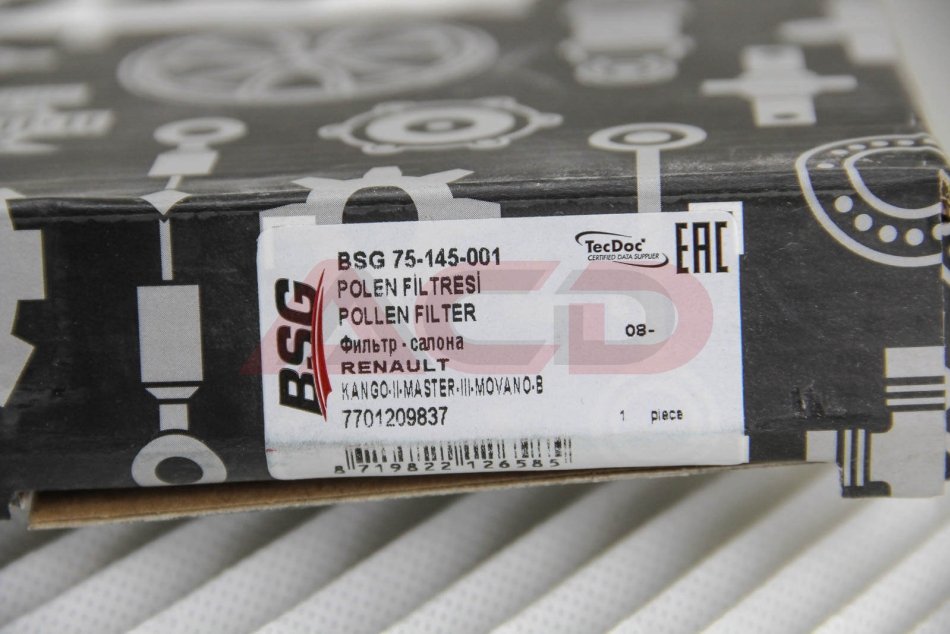 BSG
BSG 75-145-001
POLEN FİLTRESİ
POLLEN FILTER
Фильтр - салона
RENAULT
KANGO-II-MASTER-III-MOVANO-B
7701209837
8 719822 126585
TecDoc®
CERTIFIED DATA SUPPLIER
EAC
08-
1 piece
ACD